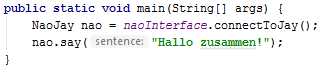 public static void main(String[] args) {
NaoJay nao = naoInterface.connectToJay();
nao.say( sentence: "Hallo zusammen!");
}